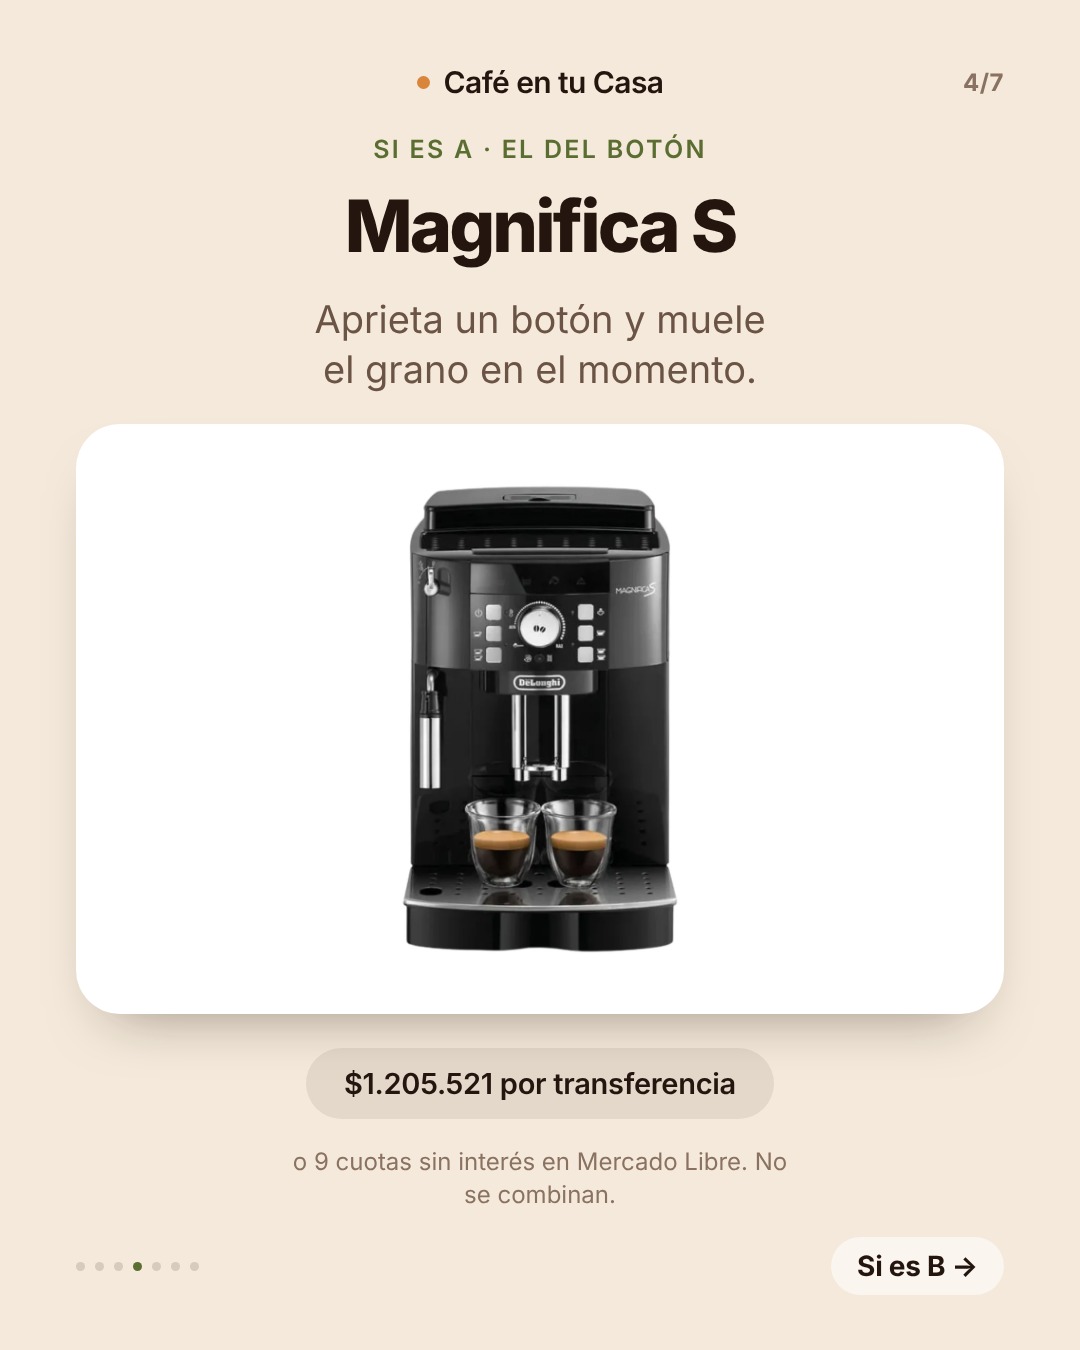 Café en tu Casa
4/7
SI ES A · EL DEL BOTÓN
Magnifica S
Aprieta un botón y muele
el grano en el momento.
MAGNIFICA S
DeLonghi
$1.205.521 por transferencia
o 9 cuotas sin interés en Mercado Libre. No
se combinan.
Si es B →